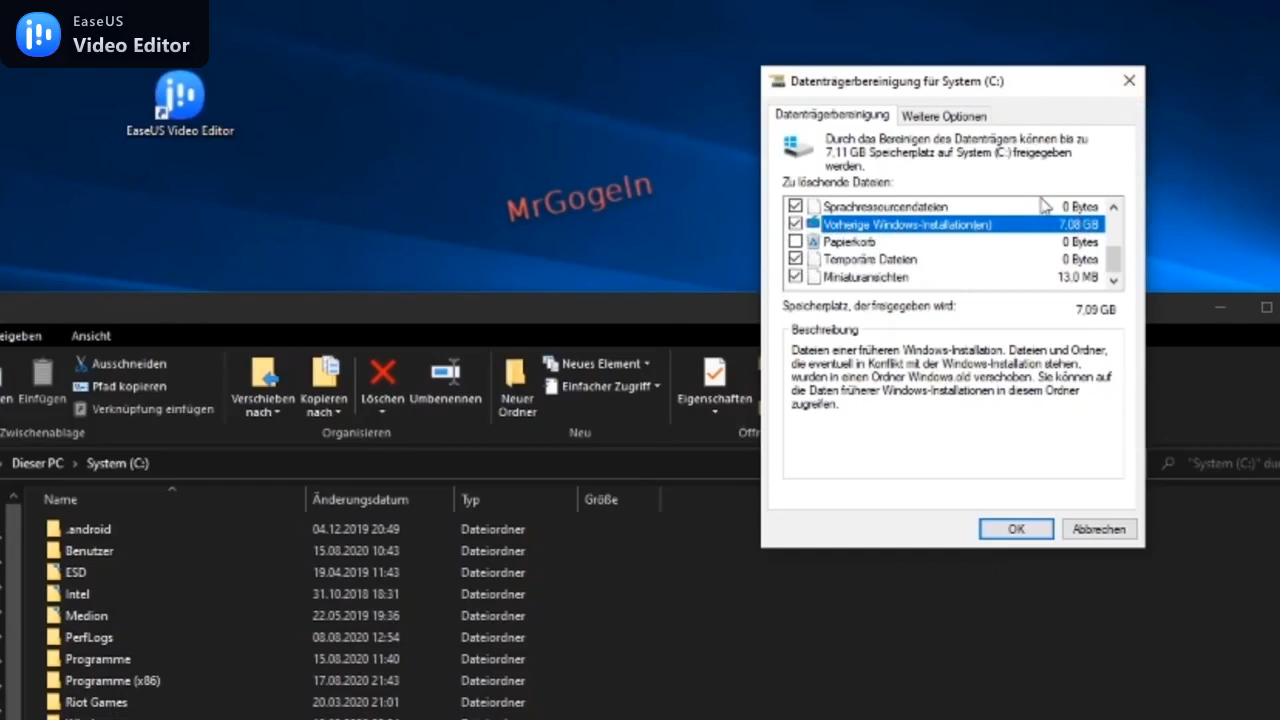 EaseUS
Video Editor
EaseUS Video Editor
MrGogeln
Datenträgerbereinigung für System (C:)
Datenträgerbereinigung
Weitere Optionen
Durch das Bereinigen des Datenträgers können bis zu
7,11 GB Speicherplatz auf System (C:) freigegeben
werden.
Zu löschende Dateien:
Sprachressourcendateien 0 Bytes
Vorherige Windows-Installation(en) 7,08 GB
Papierkorb 0 Bytes
Temporäre Dateien 0 Bytes
Miniaturansichten 13.0 MB
Speicherplatz, der freigegeben wird: 7,09 GB
Beschreibung
Dateien einer früheren Windows-Installation. Dateien und Ordner,
die eventuell in Konflikt mit der Windows-Installation stehen,
wurden in einen Ordner Windows.old verschoben. Sie können auf
die Daten früherer Windows-Installationen in diesem Ordner
zugreifen.
OK
Abbrechen
eigeben
Ansicht
en
Einfügen
Ausschneiden
Pfad kopieren
Verknüpfung einfügen
Zwischenablage
Verschieben
nach
Kopieren
nach
Löschen
Umbenennen
Organisieren
Neuer
Ordner
Neues Element
Einfacher Zugriff
Neu
Eigenschaften
Öff
Dieser PC › System (C:)
"System (C:)" du
Name Änderungsdatum Typ Größe
.android 04.12.2019 20:49 Dateiordner
Benutzer 15.08.2020 10:43 Dateiordner
ESD 19.04.2019 11:43 Dateiordner
Intel 31.10.2018 18:31 Dateiordner
Medion 22.05.2019 19:36 Dateiordner
PerfLogs 08.08.2020 12:54 Dateiordner
Programme 15.08.2020 11:40 Dateiordner
Programme (x86) 17.08.2020 21:43 Dateiordner
Riot Games 20.03.2020 21:01 Dateiordner